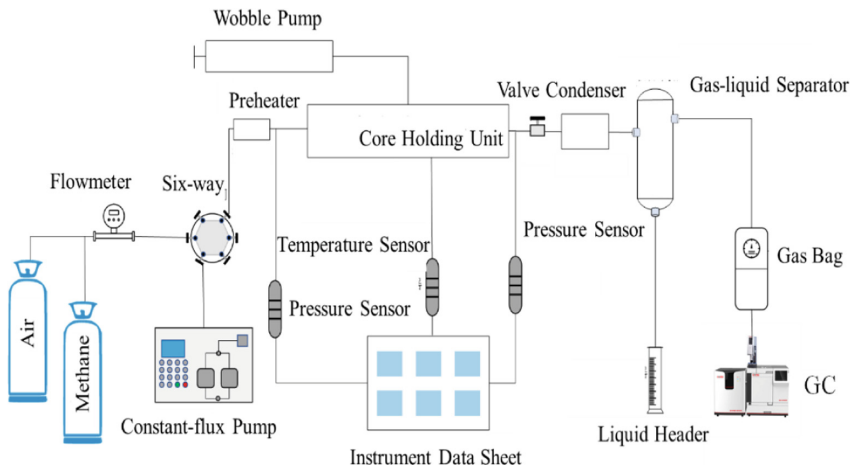 Wobble Pump
Valve Condenser
Gas-liquid Separator
Preheater
Core Holding Unit
Flowmeter
Six-way
Temperature Sensor
Pressure Sensor
Gas Bag
Pressure Sensor
Air
Methane
GC
Constant-flux Pump
Liquid Header
Instrument Data Sheet